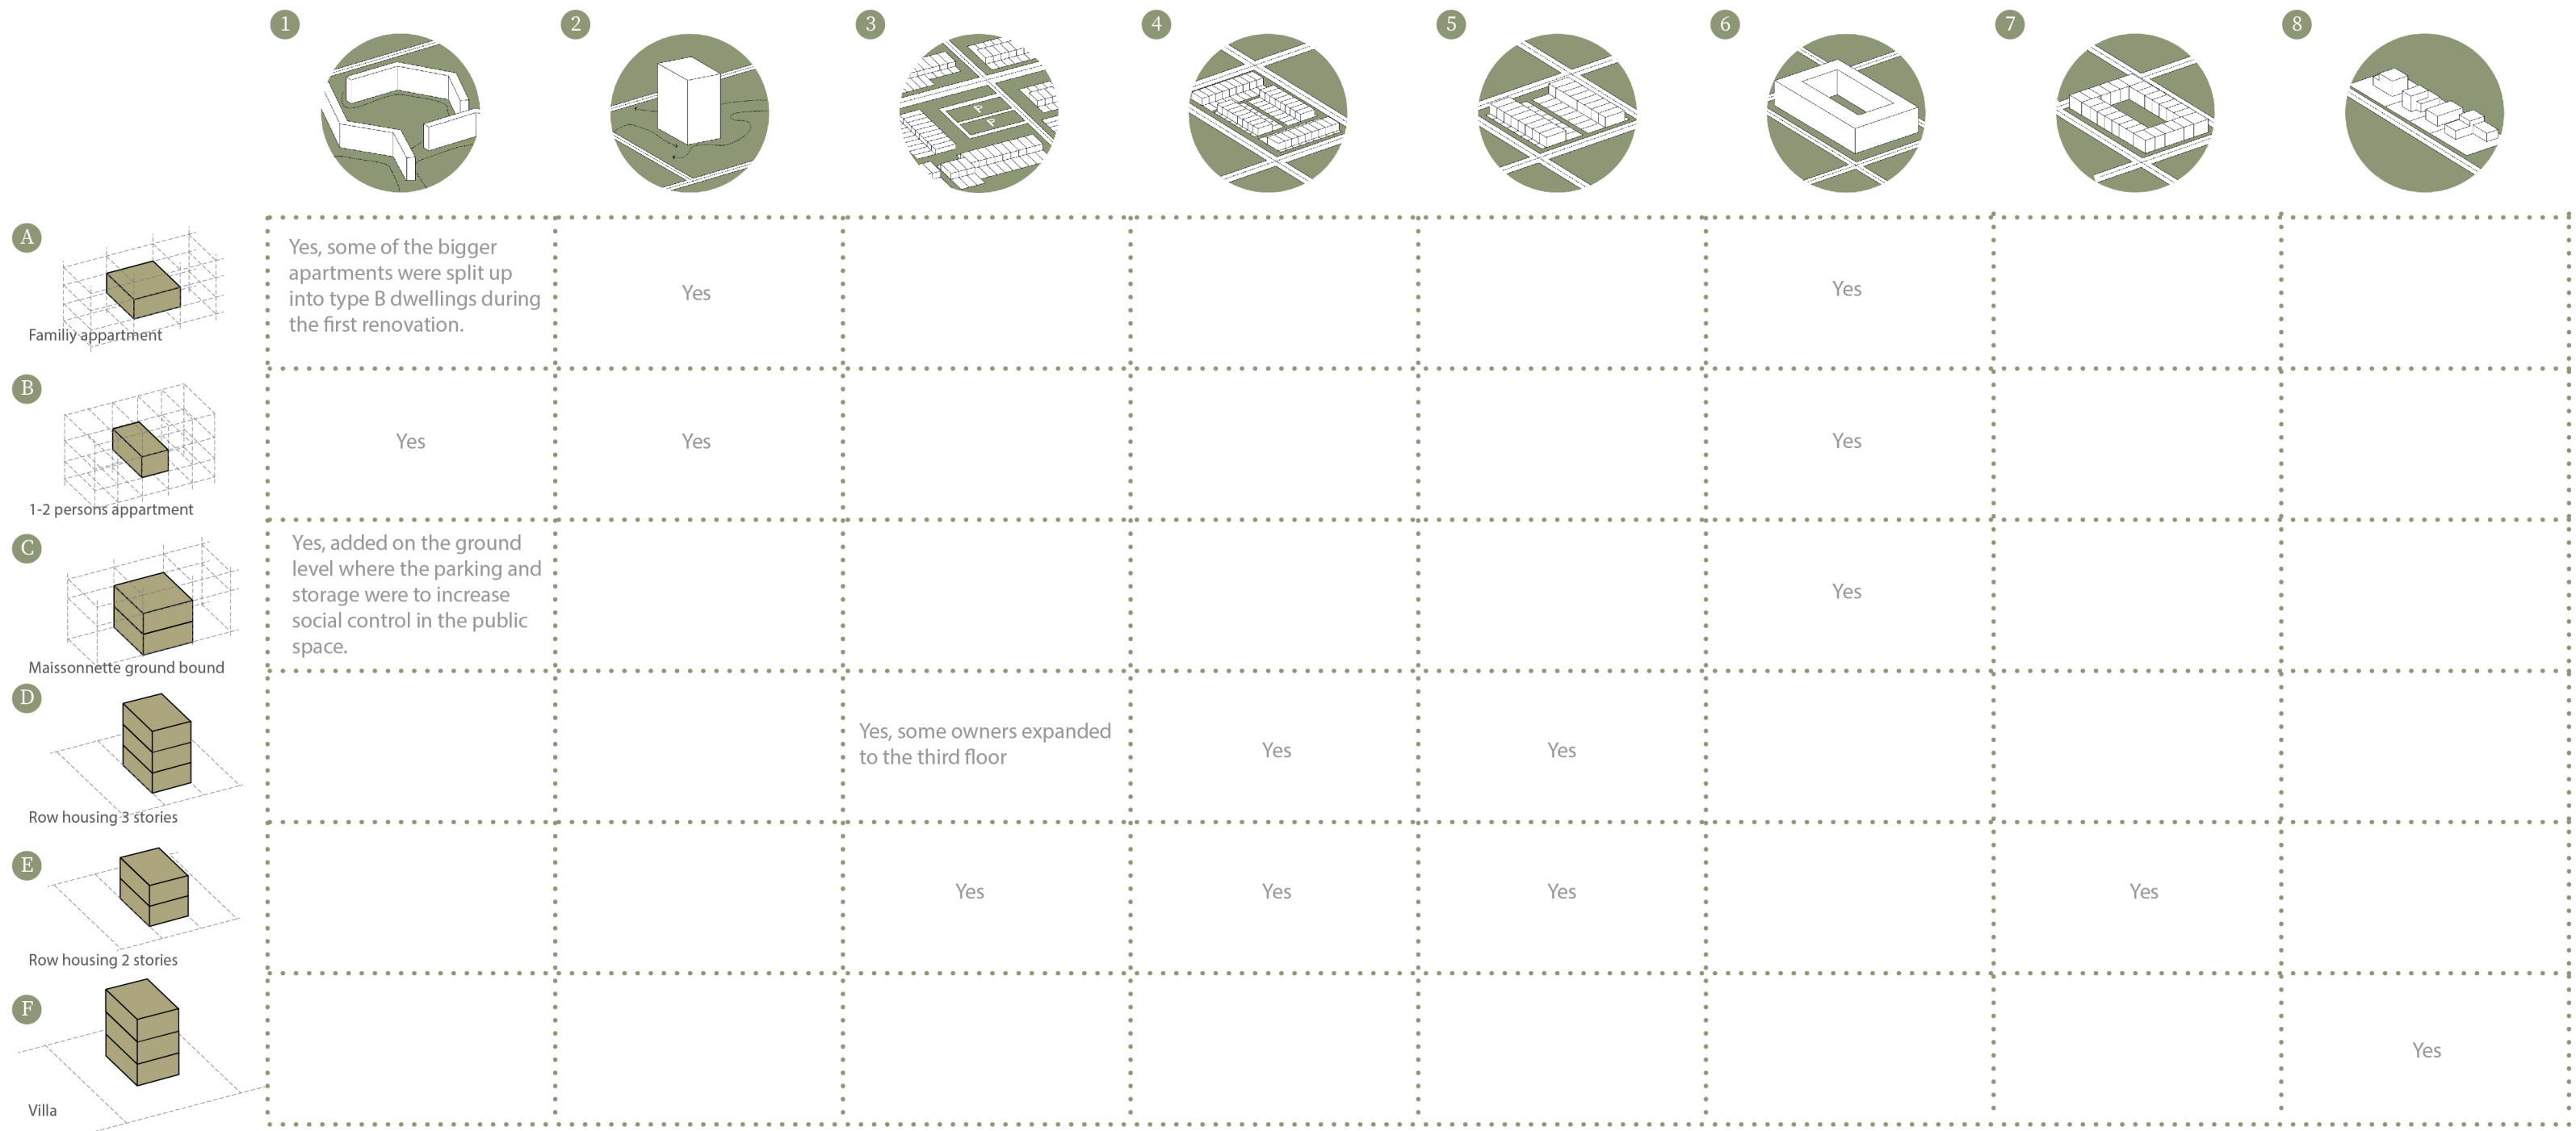 1 2 3 4 5 6 7 8
P
P
A
Yes, some of the bigger
apartments were split up
into type B dwellings during
the first renovation.
Yes
Yes
Familiy appartment
B
Yes
Yes
Yes
1-2 persons appartment
C
Yes, added on the ground
level where the parking and
storage were to increase
social control in the public
space.
Yes
Maissonnette ground bound
D
Yes, some owners expanded
to the third floor
Yes
Yes
Row housing 3 stories
E
Yes
Yes
Yes
Yes
Row housing 2 stories
F
Yes
Villa